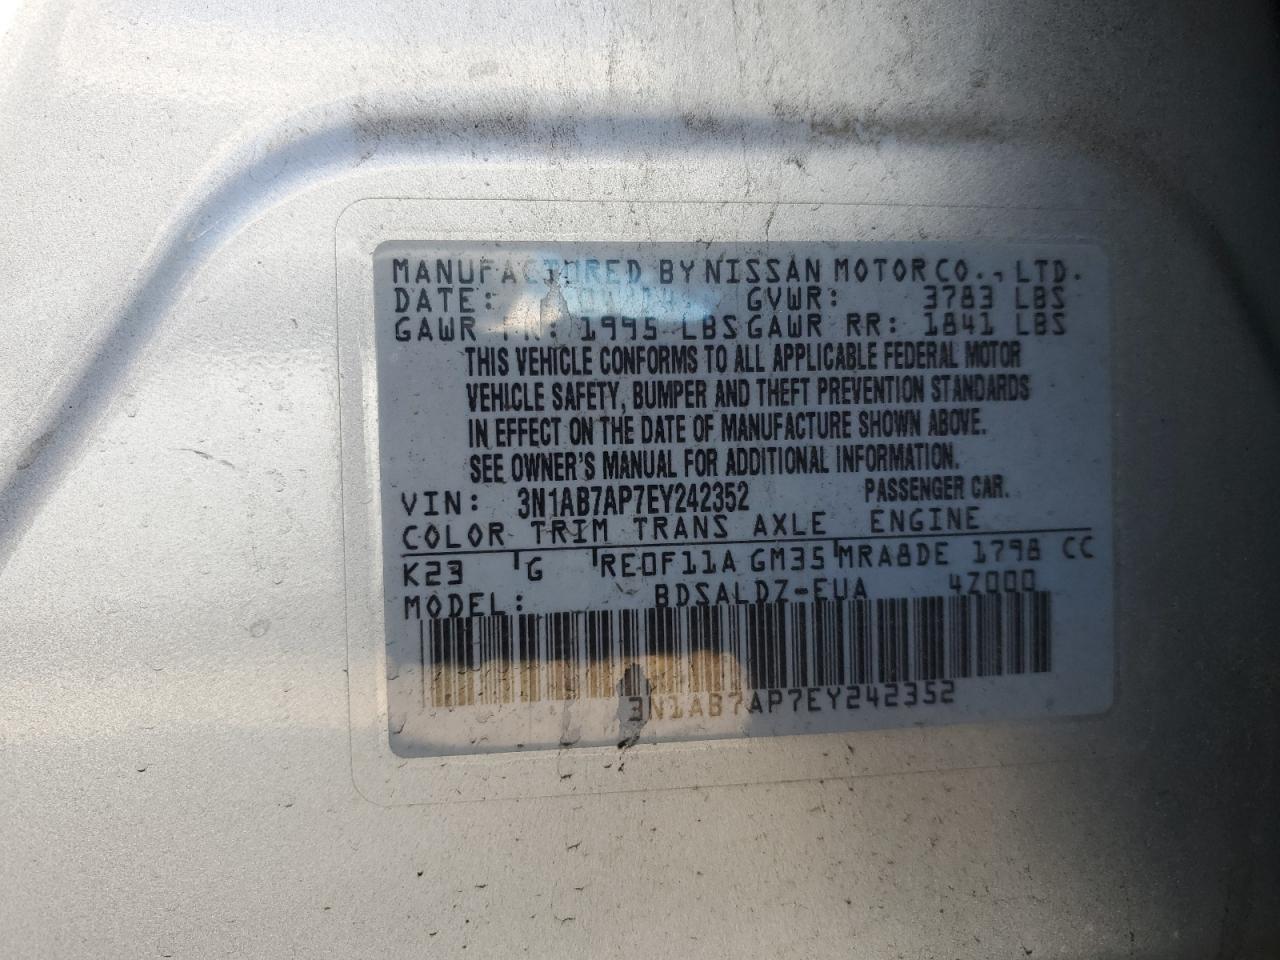 MANUFACTURED BY NISSAN MOTOR CO., LTD.
DATE: GVWR: 3783 LBS
GAWR FR: 1995 LBS GAWR RR: 1841 LBS
THIS VEHICLE CONFORMS TO ALL APPLICABLE FEDERAL MOTOR
VEHICLE SAFETY, BUMPER AND THEFT PREVENTION STANDARDS
IN EFFECT ON THE DATE OF MANUFACTURE SHOWN ABOVE.
SEE OWNER'S MANUAL FOR ADDITIONAL INFORMATION.
VIN: 3N1AB7AP7EY242352 PASSENGER CAR.
COLOR TRIM TRANS AXLE ENGINE
K23 G RE0F11A GM35 MRA8DE 1798 CC
MODEL: BDSALDZ-EUA 4Z000
3N1AB7AP7EY242352